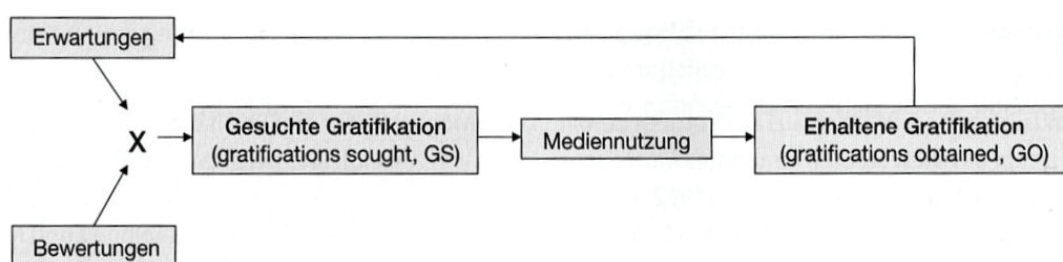 Erwartungen
X
Gesuchte Gratifikation
(gratifications sought, GS)
Mediennutzung
Erhaltene Gratifikation
(gratifications obtained, GO)
Bewertungen